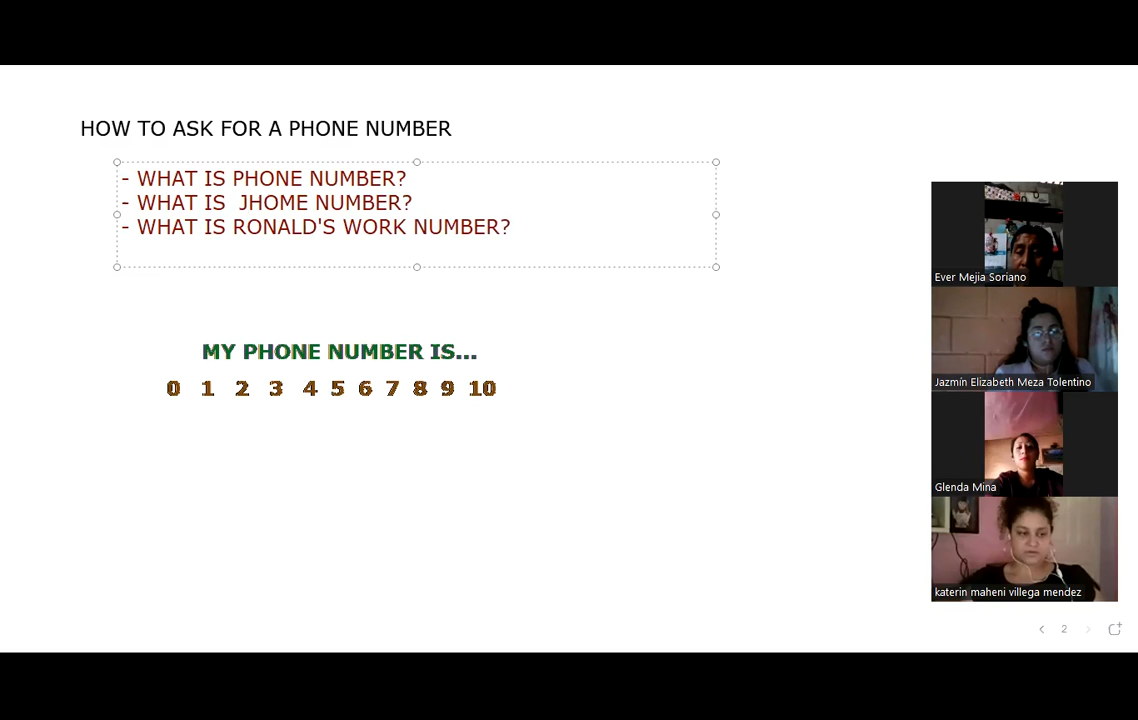 HOW TO ASK FOR A PHONE NUMBER
- WHAT IS PHONE NUMBER?
- WHAT IS  JHOME NUMBER?
- WHAT IS RONALD'S WORK NUMBER?
MY PHONE NUMBER IS...
0 1 2 3 4 5 6 7 8 9 10
Ever Mejia Soriano
Jazmín Elizabeth Meza Tolentino
Glenda Mina
katerin maheni villega mendez
2